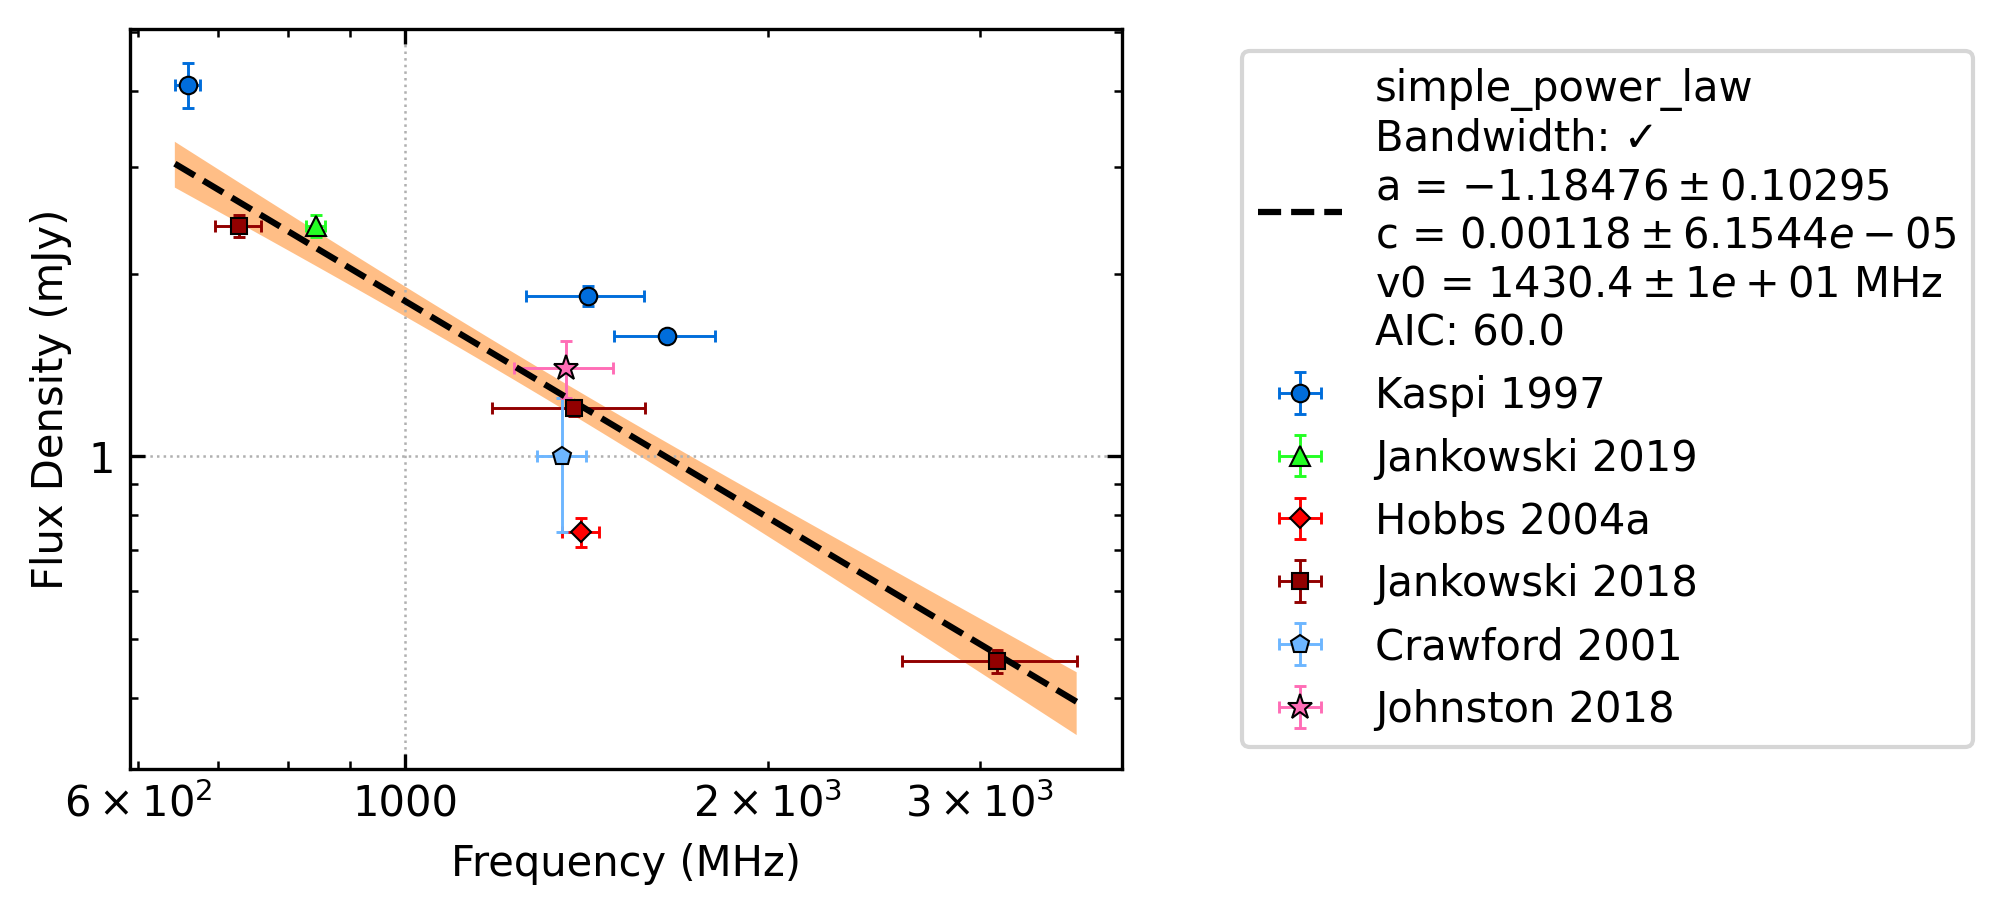 Flux Density (mJy)
1
6 × 10²
1000
2 × 10³
3 × 10³
Frequency (MHz)
simple_power_law
Bandwidth: ✓
a = −1.18476 ± 0.10295
c = 0.00118 ± 6.1544e − 05
v0 = 1430.4 ± 1e + 01 MHz
AIC: 60.0
Kaspi 1997
Jankowski 2019
Hobbs 2004a
Jankowski 2018
Crawford 2001
Johnston 2018